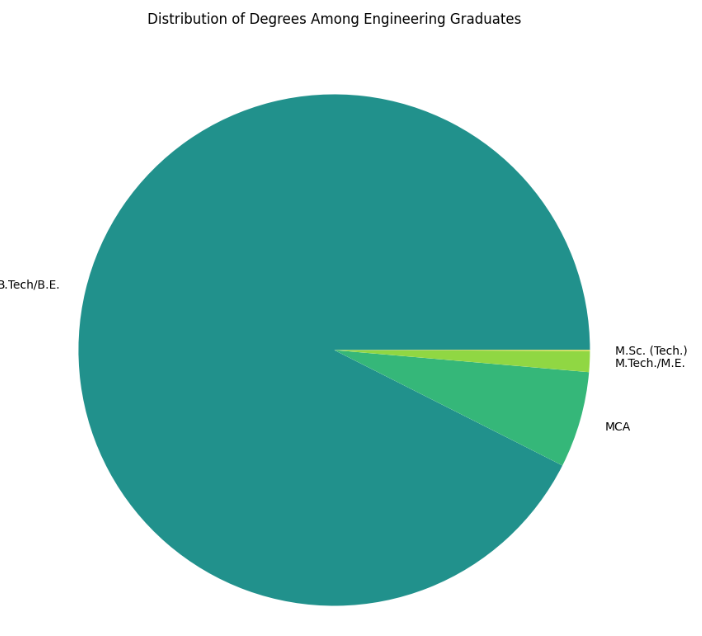 Distribution of Degrees Among Engineering Graduates
B.Tech/B.E.
M.Sc. (Tech.)
M.Tech./M.E.
MCA